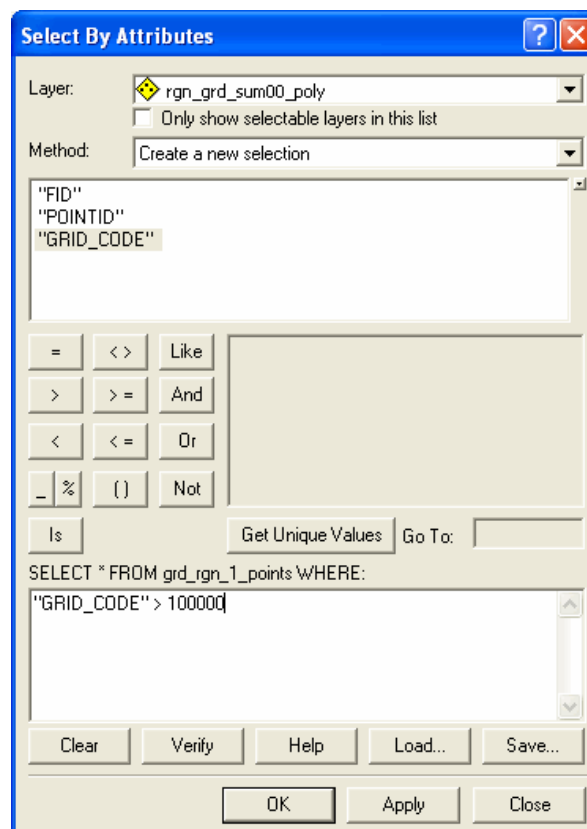 Select By Attributes
Layer: rgn_grd_sum00_poly
Only show selectable layers in this list
Method: Create a new selection
"FID"
"POINTID"
"GRID_CODE"
= < > Like
> > = And
< < = Or
_ % ( ) Not
Is Get Unique Values Go To:
SELECT * FROM grd_rgn_1_points WHERE:
"GRID_CODE" > 100000
Clear Verify Help Load... Save...
OK Apply Close